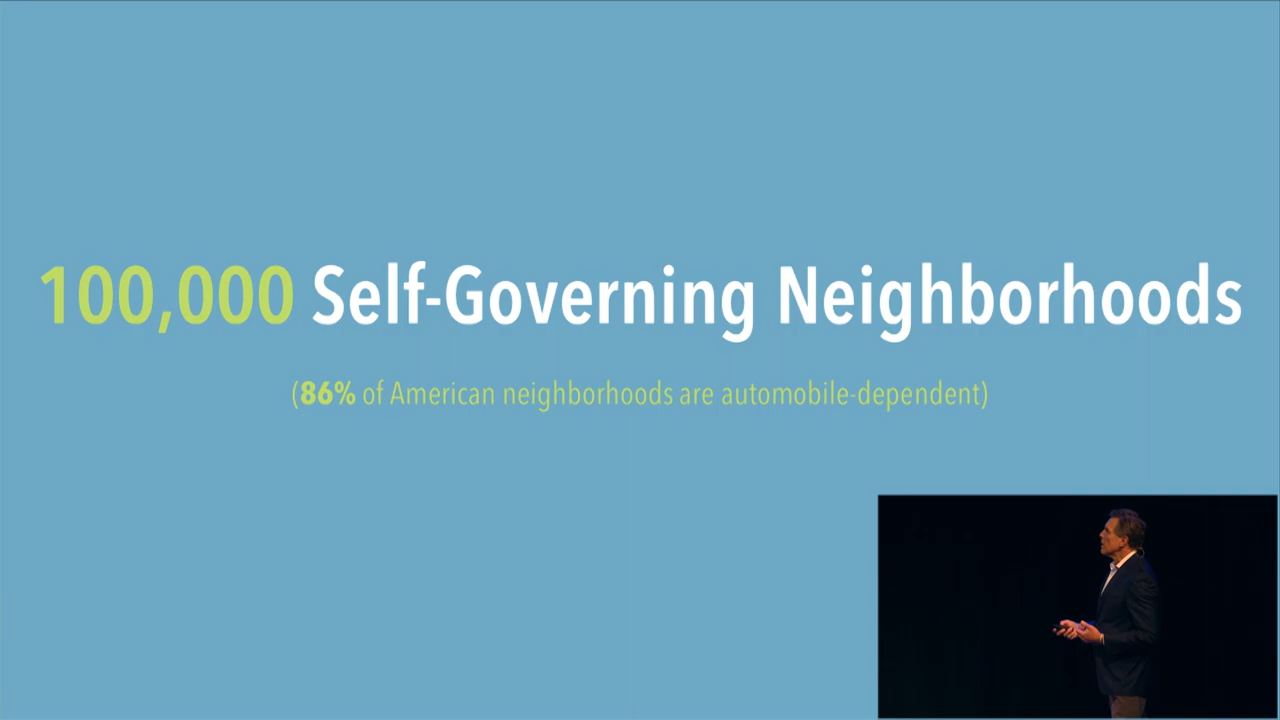 100,000 Self-Governing Neighborhoods
(86% of American neighborhoods are automobile-dependent)